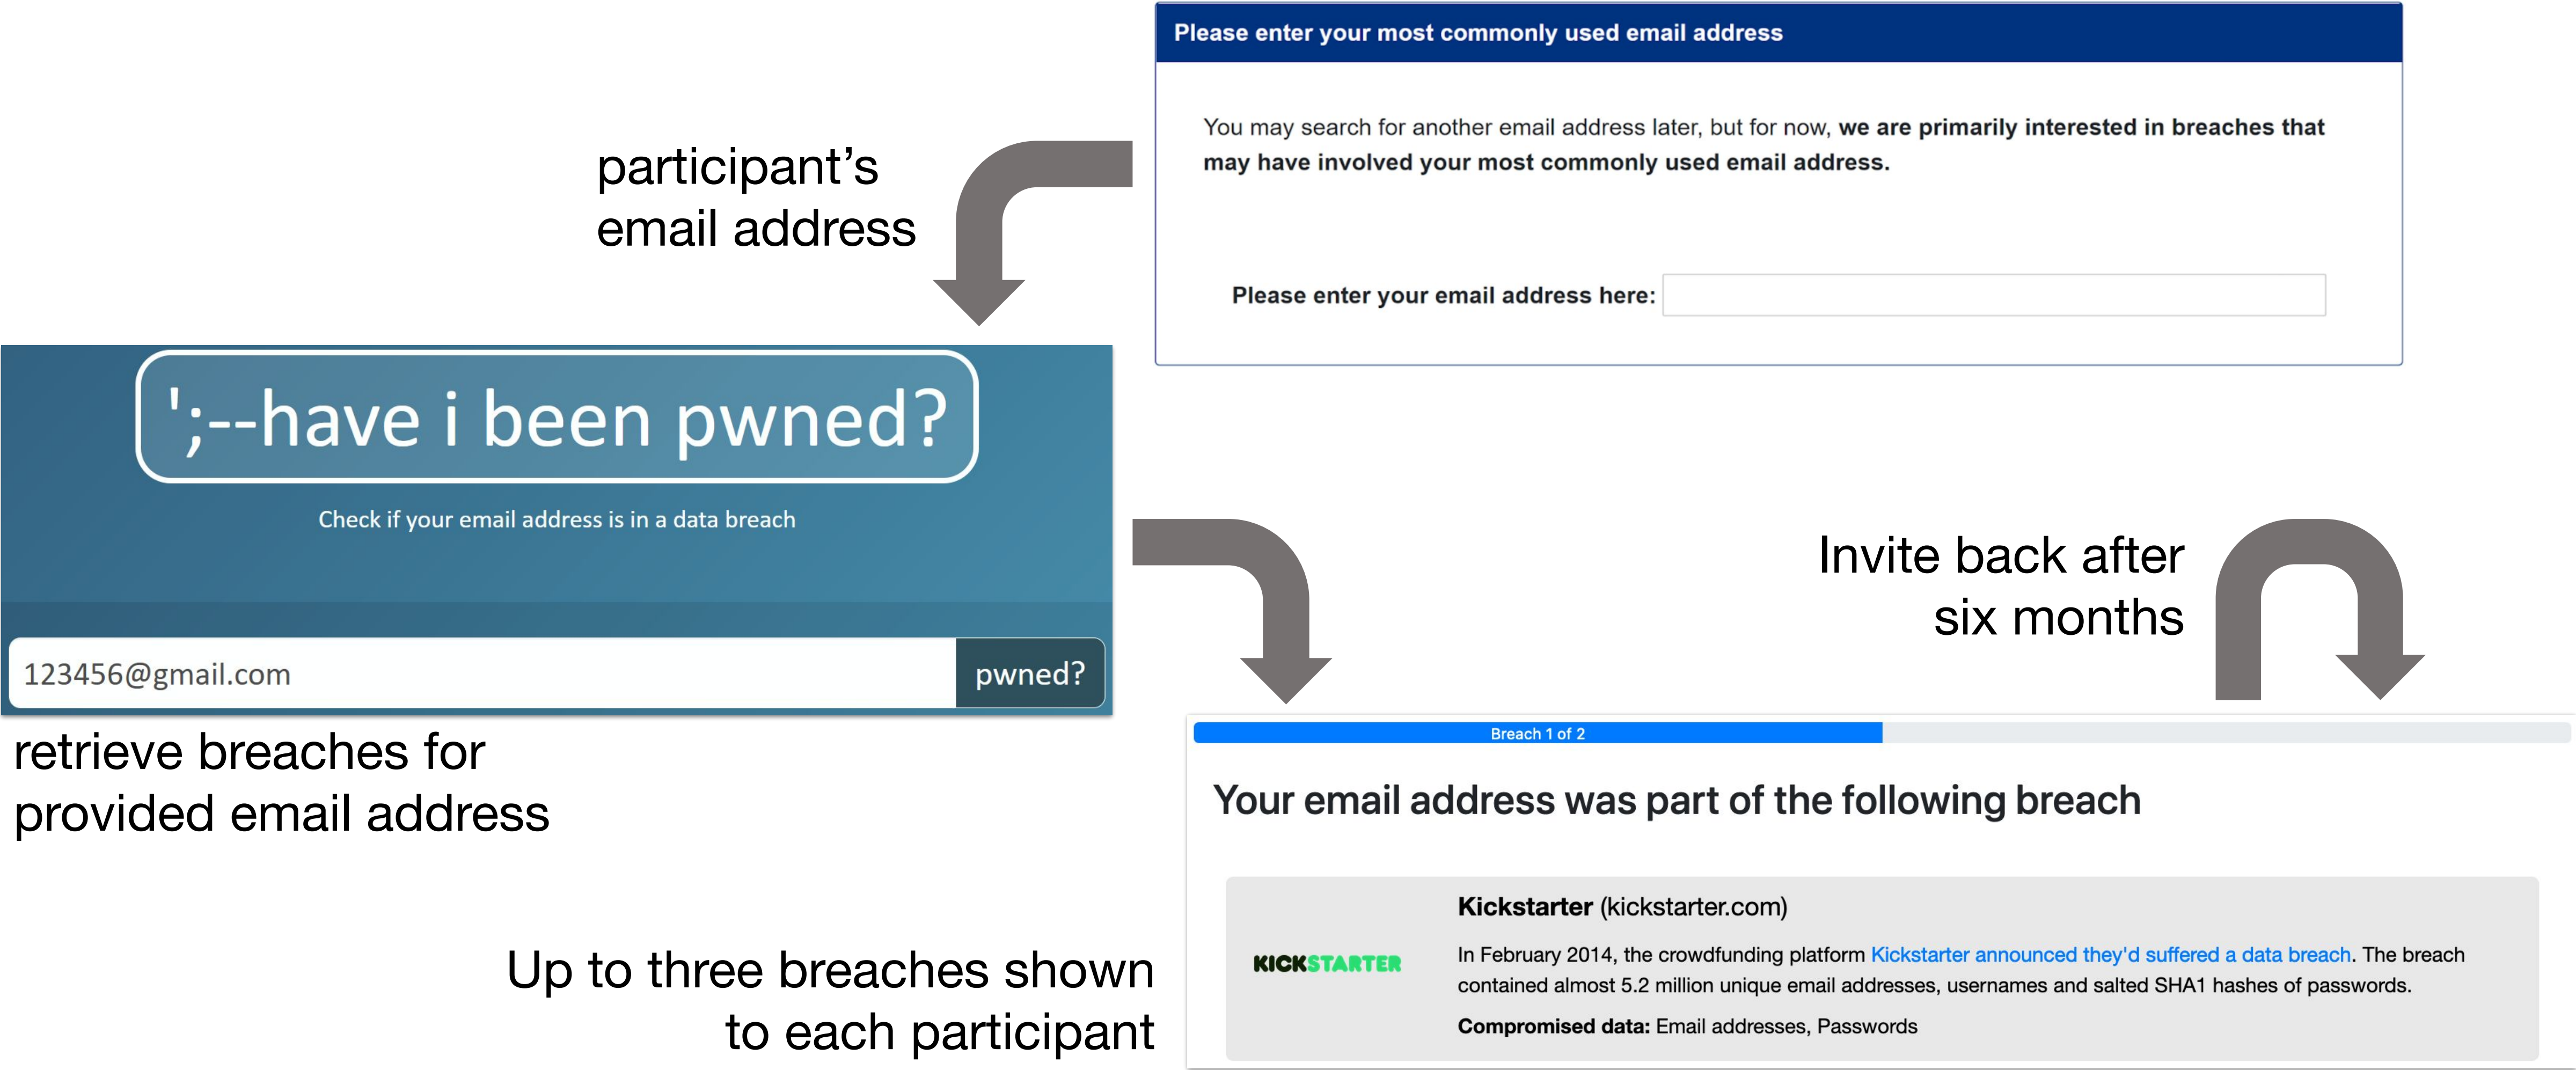 Please enter your most commonly used email address
You may search for another email address later, but for now, we are primarily interested in breaches that
may have involved your most commonly used email address.
Please enter your email address here:
participant's
email address
';--have i been pwned?
Check if your email address is in a data breach
123456@gmail.com
pwned?
retrieve breaches for
provided email address
Invite back after
six months
Up to three breaches shown
to each participant
Breach 1 of 2
Your email address was part of the following breach
KICKSTARTER
Kickstarter (kickstarter.com)
In February 2014, the crowdfunding platform Kickstarter announced they'd suffered a data breach. The breach
contained almost 5.2 million unique email addresses, usernames and salted SHA1 hashes of passwords.
Compromised data: Email addresses, Passwords